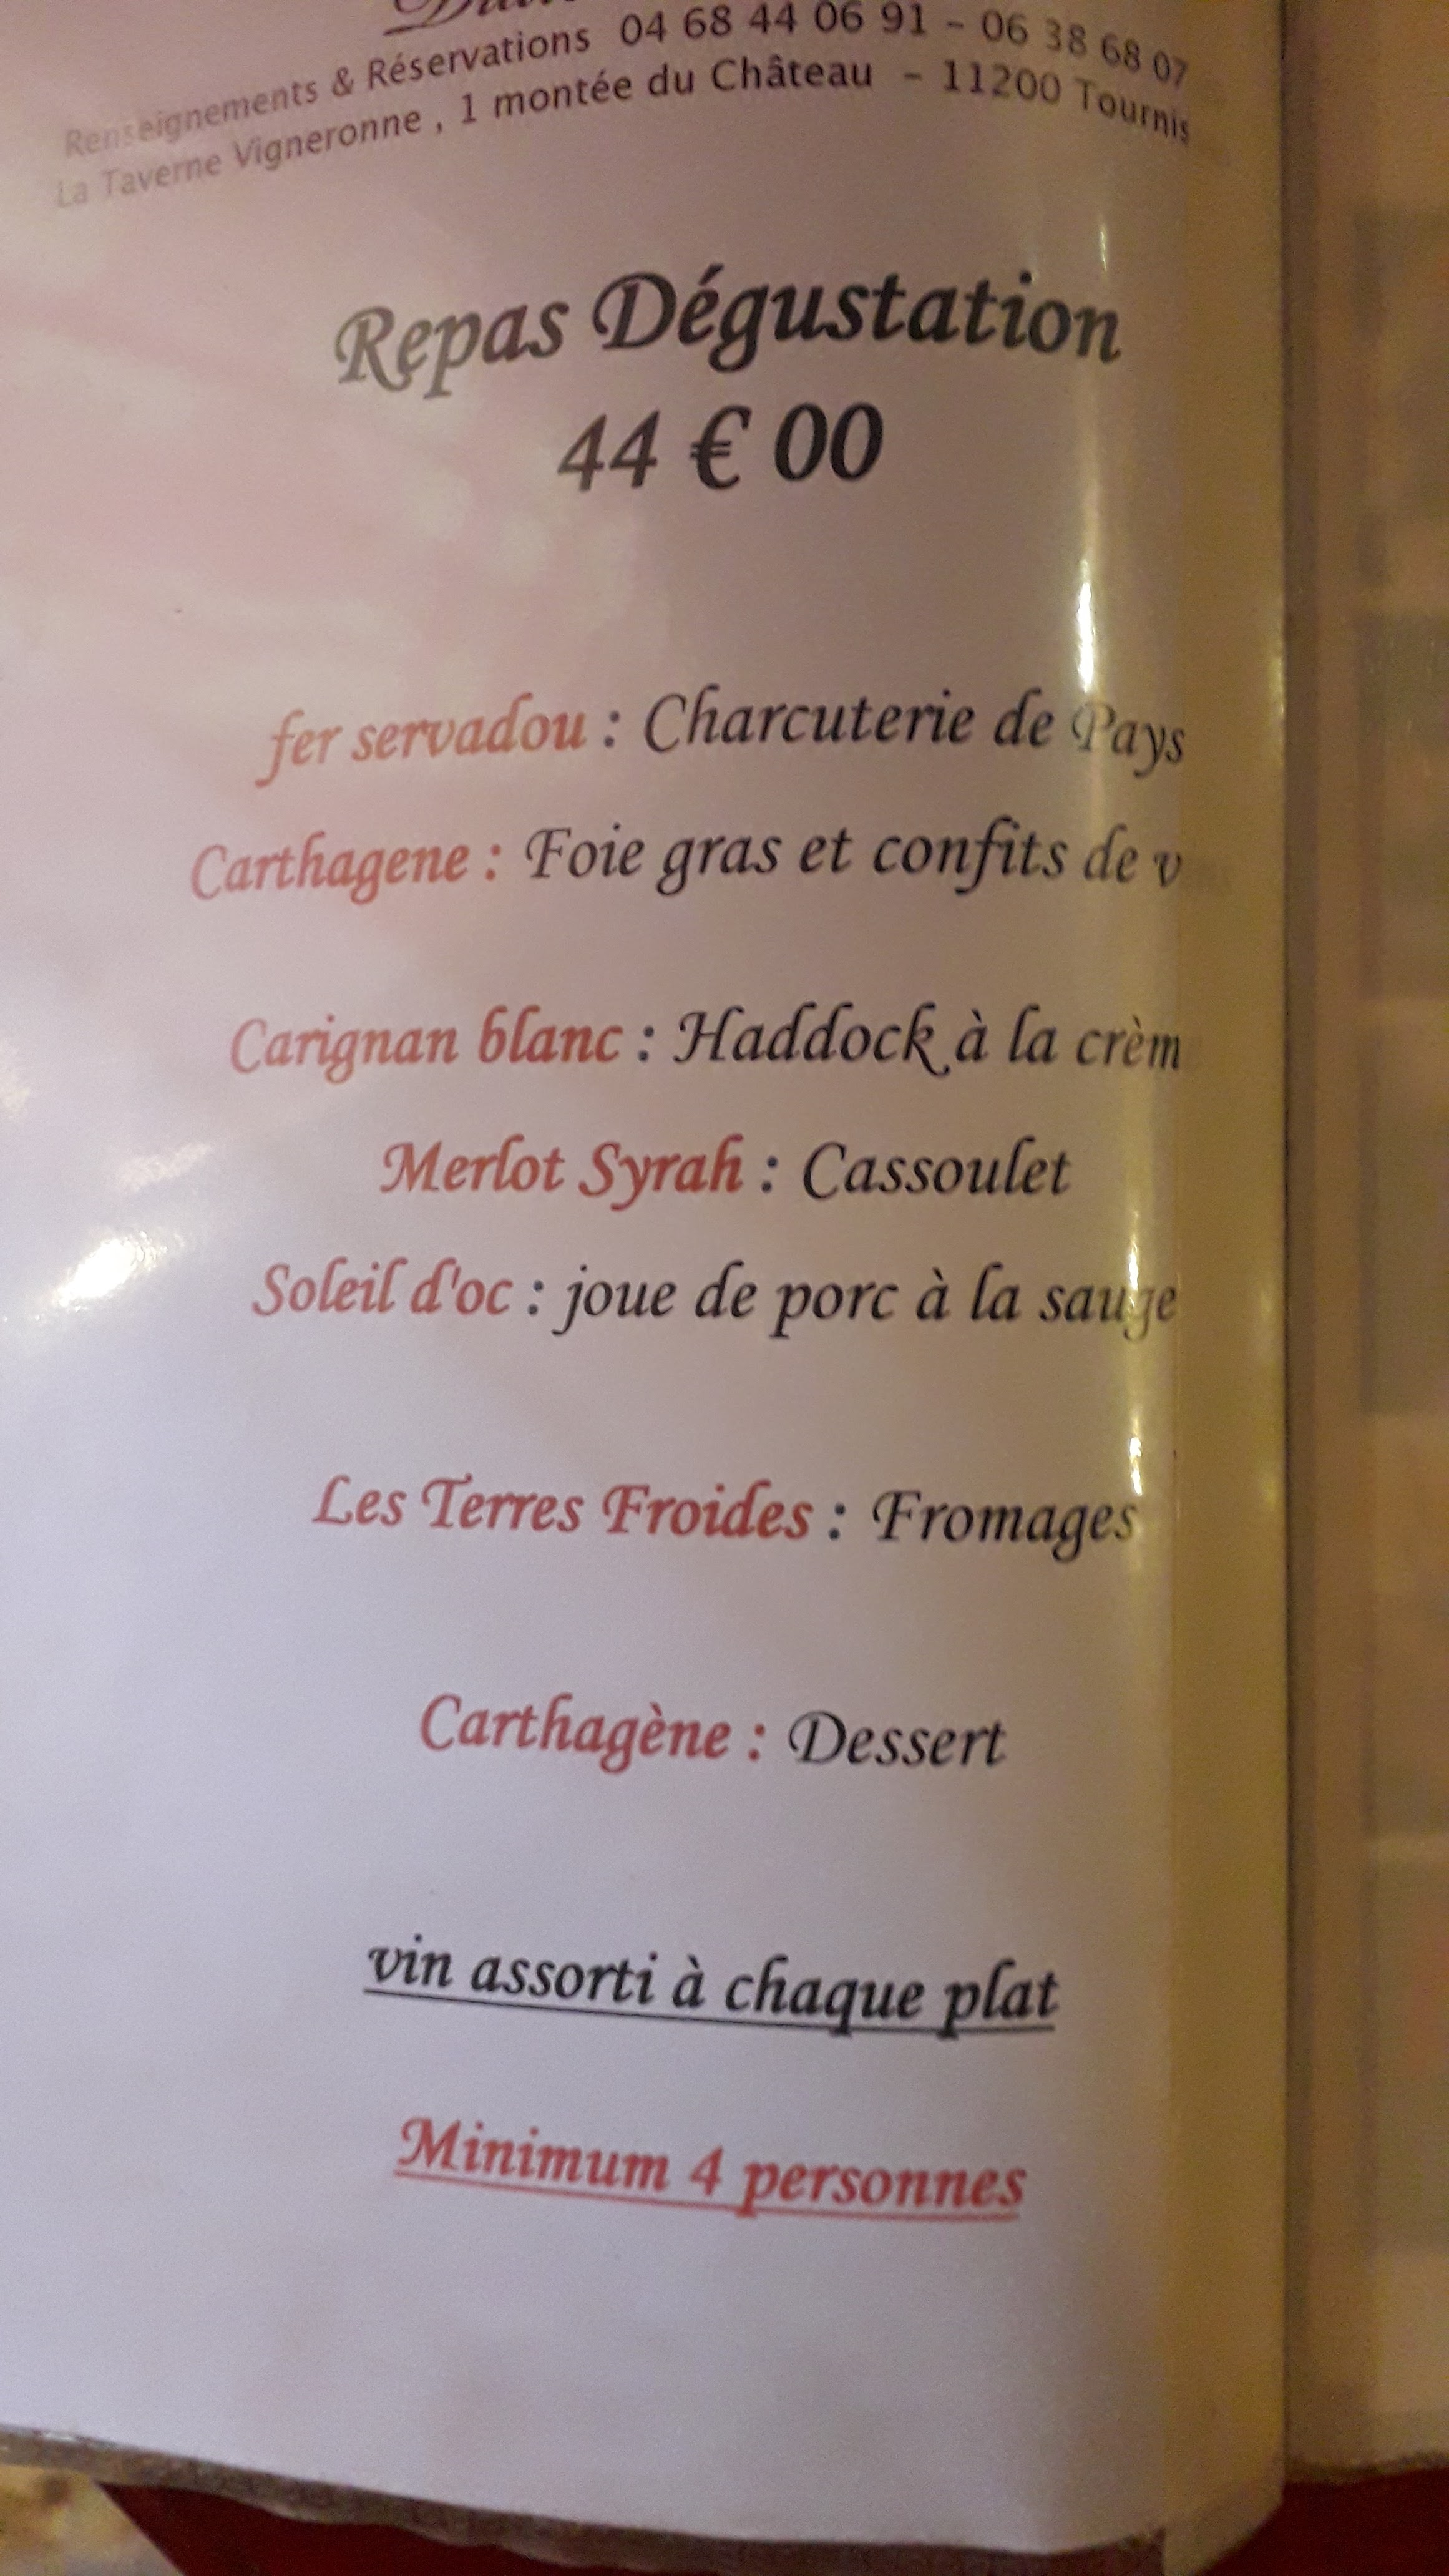 Renseignements & Réservations 04 68 44 06 91 - 06 38 68 07
La Taverne Vigneronne , 1 montée du Château - 11200 Tournis
Repas Dégustation
44 € 00
fer servadou : Charcuterie de Pays
Carthagene : Foie gras et confits de v
Carignan blanc : Haddock à la crèm
Merlot Syrah : Cassoulet
Soleil d'oc : joue de porc à la sauge
Les Terres Froides : Fromages
Carthagène : Dessert
vin assorti à chaque plat
Minimum 4 personnes